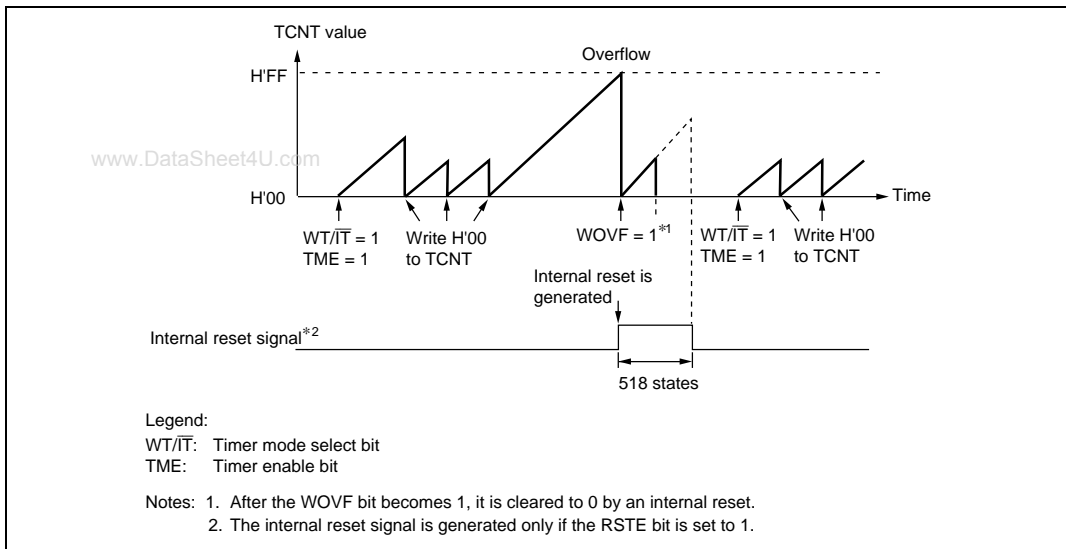 TCNT value
Overflow
H'FF
www.DataSheet4U.com
H'00
Time
WT/I̅T̅ = 1
TME = 1
Write H'00
to TCNT
WOVF = 1*1
WT/I̅T̅ = 1
TME = 1
Write H'00
to TCNT
Internal reset is
generated
Internal reset signal*2
518 states
Legend:
WT/I̅T̅: Timer mode select bit
TME: Timer enable bit
Notes: 1. After the WOVF bit becomes 1, it is cleared to 0 by an internal reset.
2. The internal reset signal is generated only if the RSTE bit is set to 1.